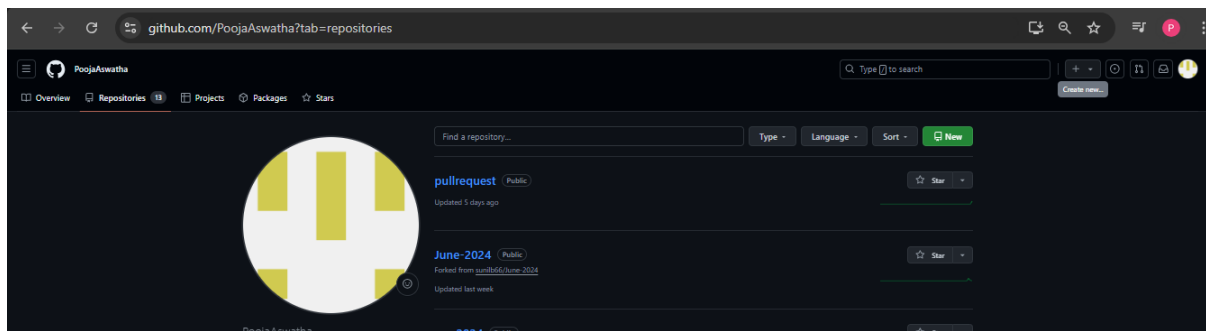 github.com/PoojaAswatha?tab=repositories
P
PoojaAswatha
Type / to search
Create new...
Overview Repositories 13 Projects Packages Stars
Find a repository...
Type Language Sort New
pullrequest Public
Star
Updated 5 days ago
June-2024 Public
Star
Forked from sunilb66/June-2024
Updated last week
PoojaAswatha